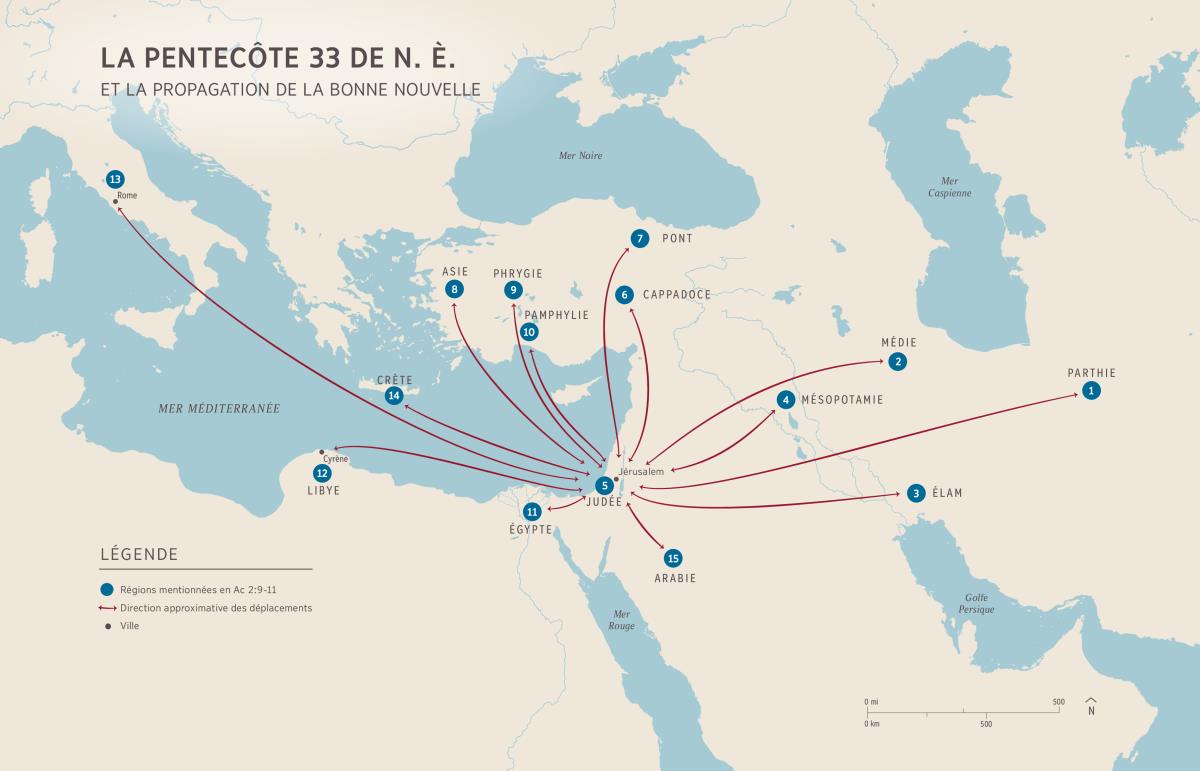 LA PENTECÔTE 33 DE N. È.
ET LA PROPAGATION DE LA BONNE NOUVELLE
Mer Noire
Mer
Caspienne
13
Rome
7 PONT
ASIE
8
PHRYGIE
9
6 CAPPADOCE
PAMPHYLIE
10
MÉDIE
2
PARTHIE
1
CRÈTE
14
4 MÉSOPOTAMIE
MER MÉDITERRANÉE
Cyrène
12
LIBYE
Jérusalem
5
JUDÉE
3 ÉLAM
11
ÉGYPTE
15
ARABIE
Mer
Rouge
Golfe
Persique
LÉGENDE
Régions mentionnées en Ac 2:9-11
Direction approximative des déplacements
Ville
0 mi 500
0 km 500
N